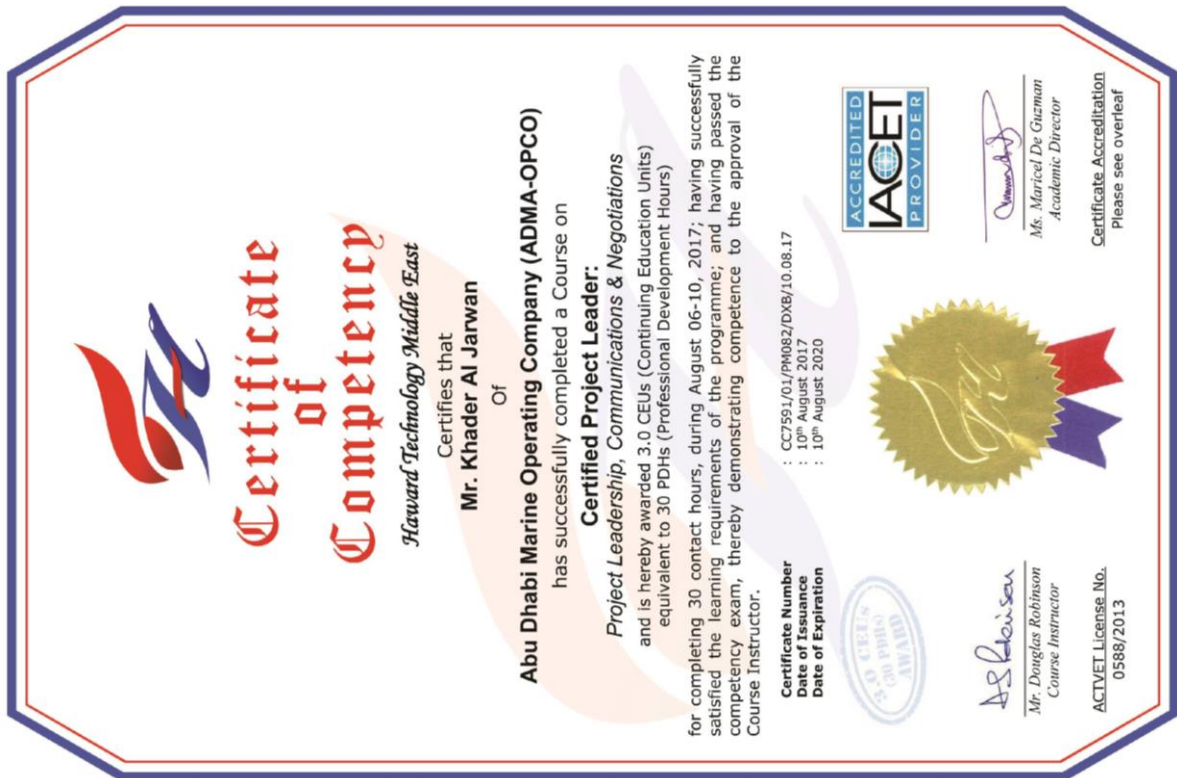 Certificate
of
Competency
Haward Technology Middle East
Certifies that
Mr. Khader Al Jarwan
Of
Abu Dhabi Marine Operating Company (ADMA-OPCO)
has successfully completed a Course on
Certified Project Leader:
Project Leadership, Communications & Negotiations
and is hereby awarded 3.0 CEUs (Continuing Education Units)
equivalent to 30 PDHs (Professional Development Hours)
for completing 30 contact hours, during August 06-10, 2017; having successfully
satisfied the learning requirements of the programme; and having passed the
competency exam, thereby demonstrating competence to the approval of the
Course Instructor.
Certificate Number : CC7591/01/PM082/DXB/10.08.17
Date of Issuance : 10th August 2017
Date of Expiration : 10th August 2020
3.0 CEUs
(30 PDHs)
AWARD
ACCREDITED
IACET
PROVIDER
Mr. Douglas Robinson
Course Instructor
Ms. Maricel De Guzman
Academic Director
ACTVET License No.
0588/2013
Certificate Accreditation
Please see overleaf